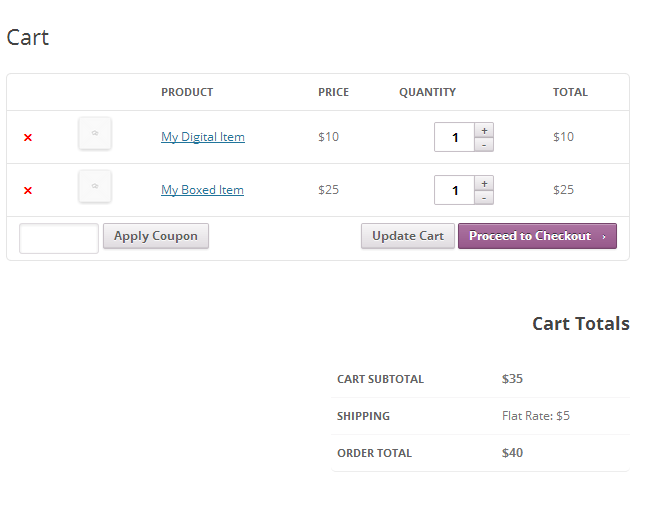 Cart
PRODUCT PRICE QUANTITY TOTAL
× My Digital Item $10 1 + - $10
× My Boxed Item $25 1 + - $25
Apply Coupon Update Cart Proceed to Checkout ›
Cart Totals
CART SUBTOTAL $35
SHIPPING Flat Rate: $5
ORDER TOTAL $40